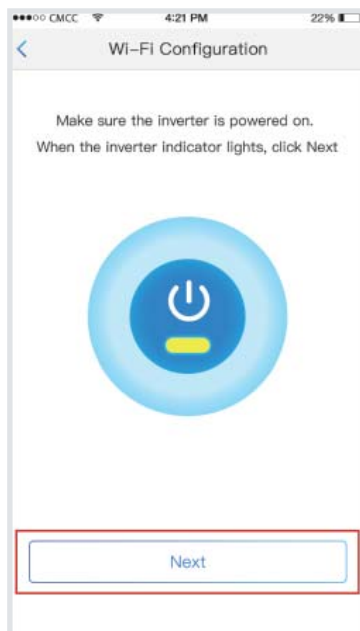 CMCC 4:21 PM 22%
Wi-Fi Configuration
Make sure the inverter is powered on.
When the inverter indicator lights, click Next
Next